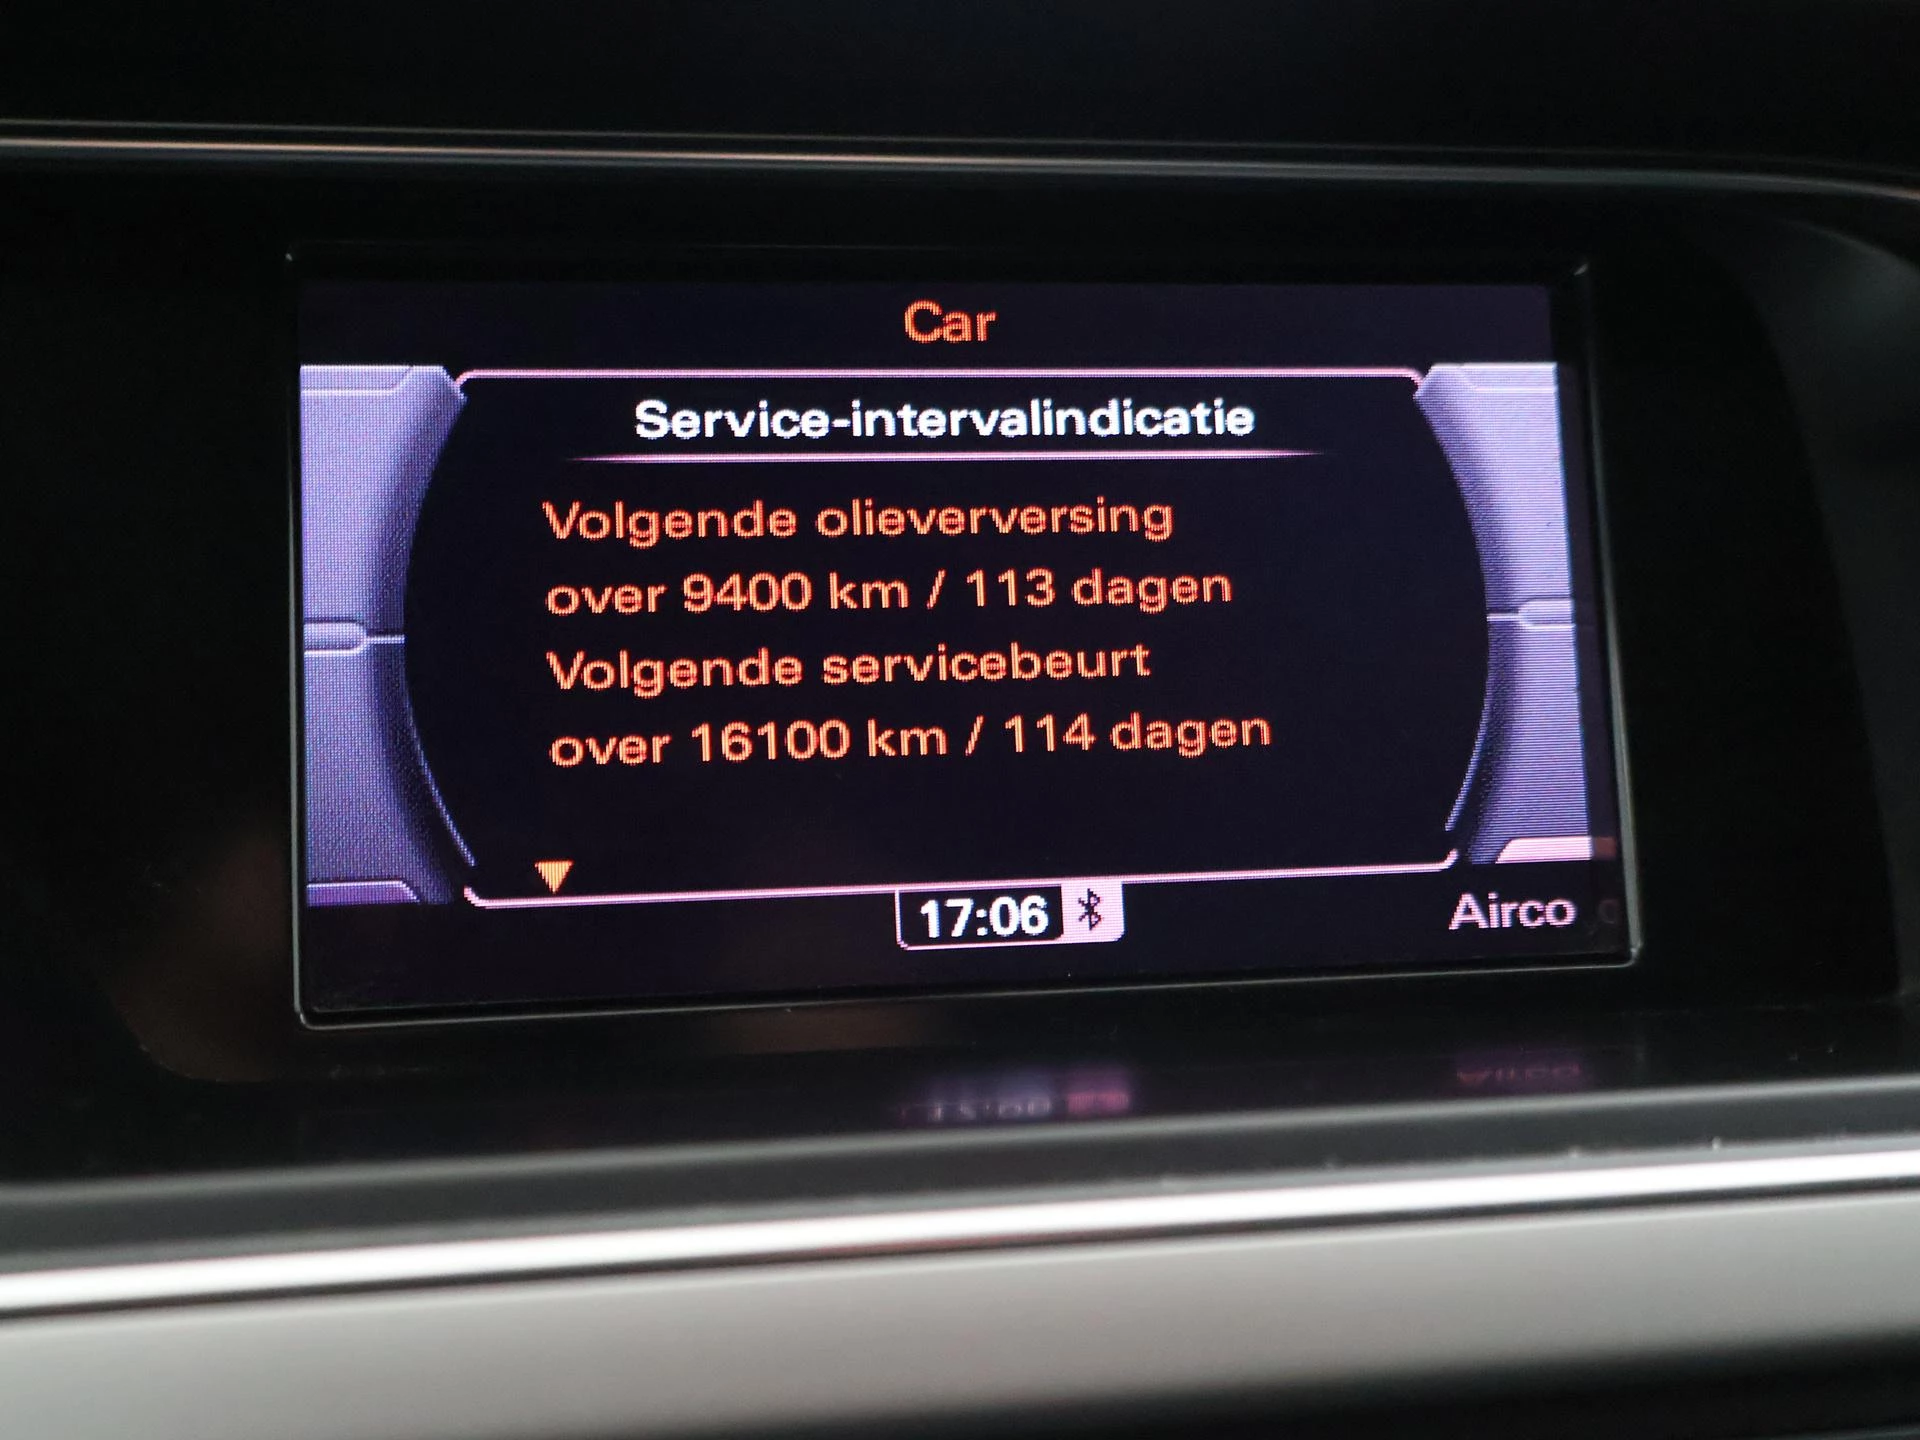 Car
Service-intervalindicatie
Volgende olieverversing
over 9400 km / 113 dagen
Volgende servicebeurt
over 16100 km / 114 dagen
17:06
Airco